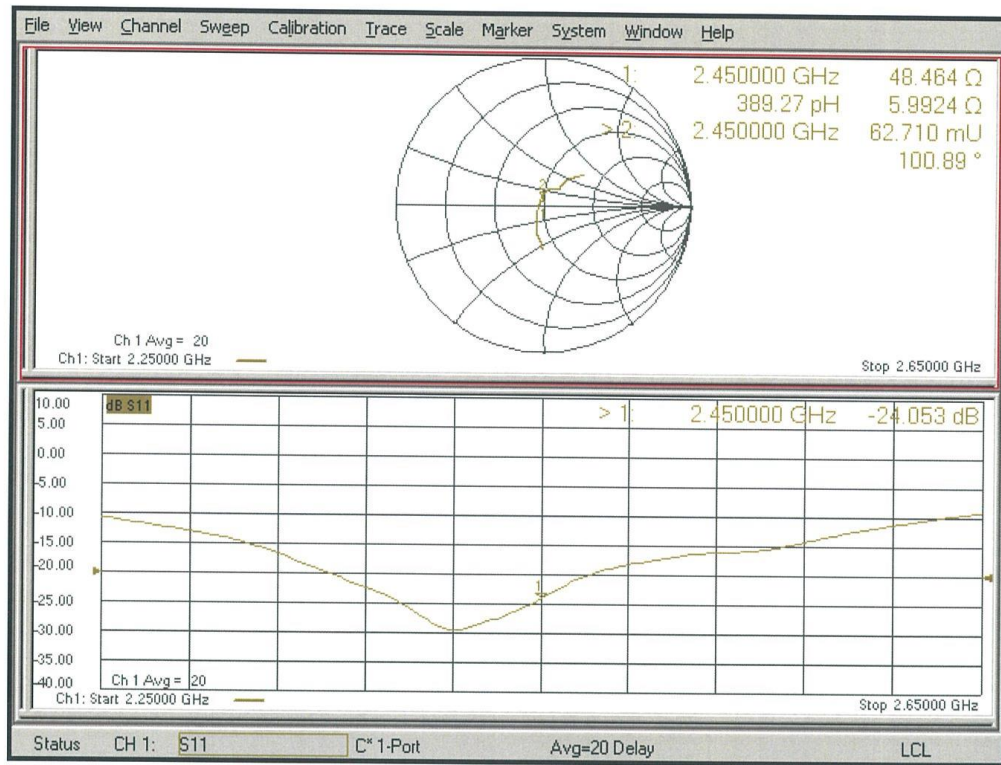 File View Channel Sweep Calibration Trace Scale Marker System Window Help
1: 2.450000 GHz 48.464 Ω
389.27 pH 5.9924 Ω
> 2: 2.450000 GHz 62.710 mU
100.89 °
2
Ch 1 Avg = 20
Ch1: Start 2.25000 GHz
Stop 2.65000 GHz
10.00
dB S11
> 1: 2.450000 GHz -24.053 dB
5.00
0.00
-5.00
-10.00
-15.00
-20.00
-25.00
1
-30.00
-35.00
-40.00
Ch 1 Avg = 20
Ch1: Start 2.25000 GHz
Stop 2.65000 GHz
Status CH 1: S11 C* 1-Port Avg=20 Delay LCL